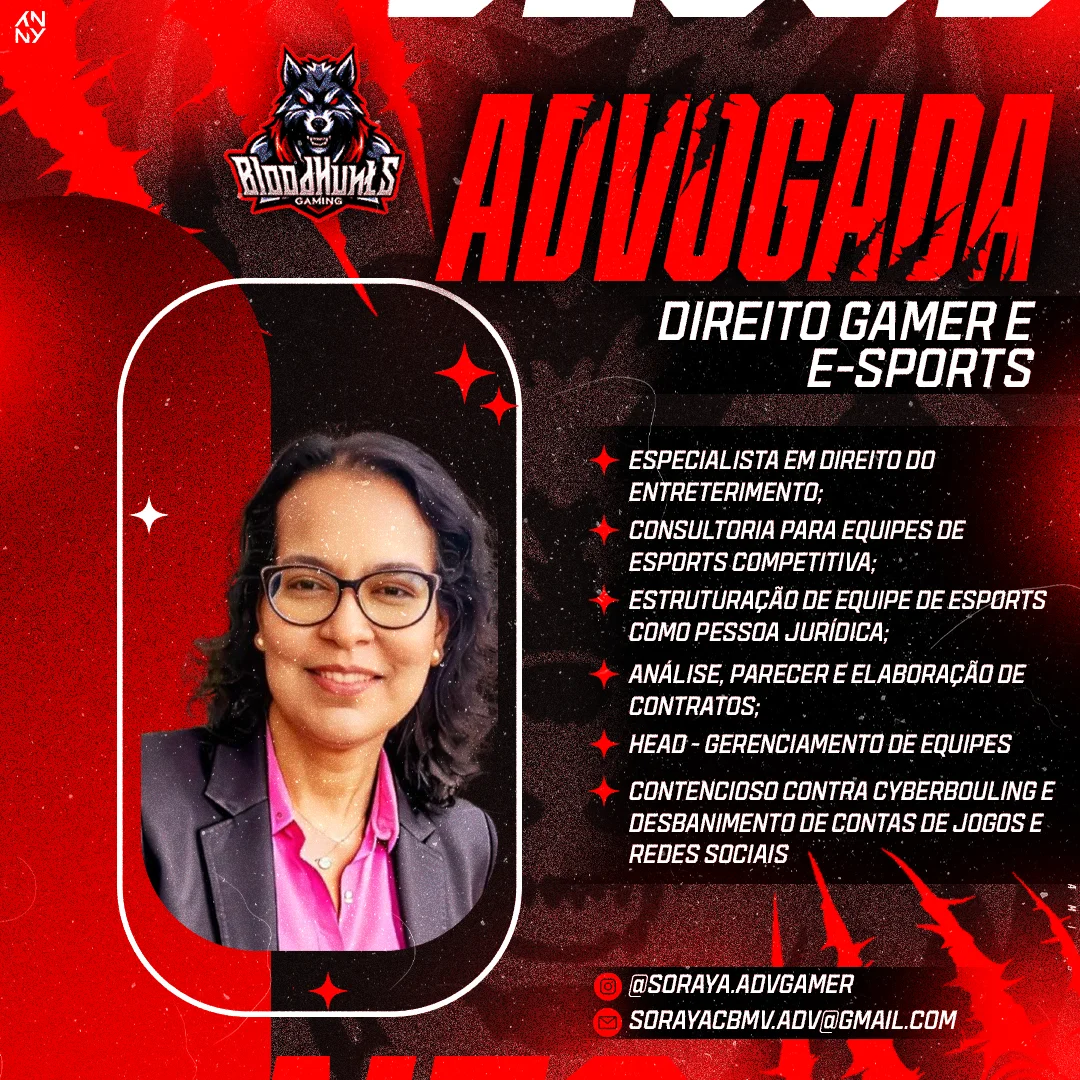 ANNY
BLOODHUNTS
GAMING
ADVOGADA
DIREITO GAMER E
E-SPORTS
ESPECIALISTA EM DIREITO DO
ENTRETERIMENTO;
CONSULTORIA PARA EQUIPES DE
ESPORTS COMPETITIVA;
ESTRUTURAÇÃO DE EQUIPE DE ESPORTS
COMO PESSOA JURÍDICA;
ANÁLISE, PARECER E ELABORAÇÃO DE
CONTRATOS;
HEAD - GERENCIAMENTO DE EQUIPES
CONTENCIOSO CONTRA CYBERBOULING E
DESBANIMENTO DE CONTAS DE JOGOS E
REDES SOCIAIS
@SORAYA.ADVGAMER
SORAYACBMV.ADV@GMAIL.COM